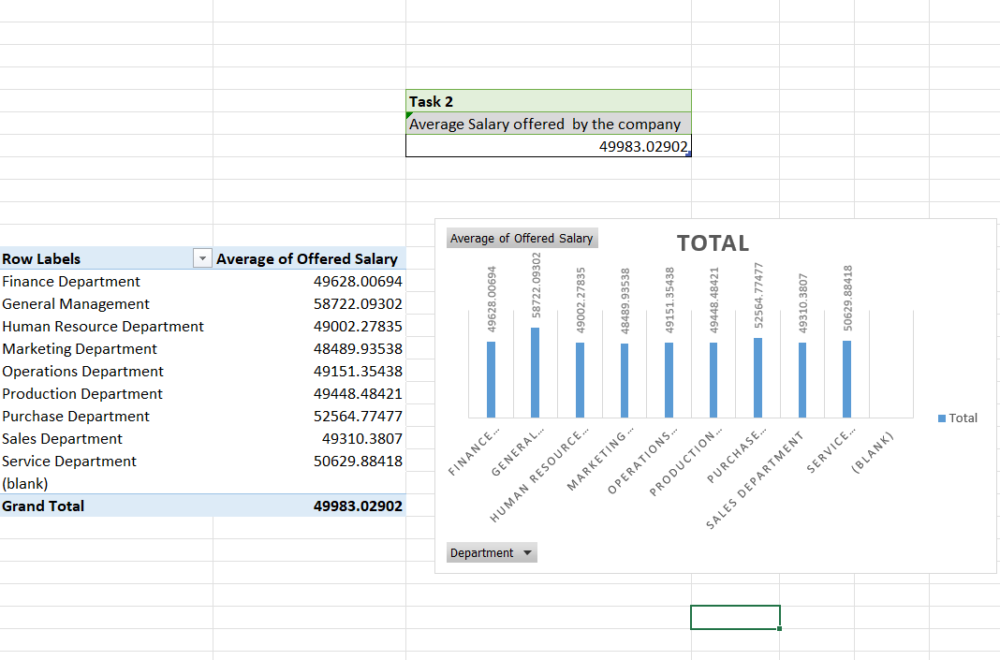 Task 2
Average Salary offered  by the company
49983.02902
Row Labels Average of Offered Salary
Finance Department 49628.00694
General Management 58722.09302
Human Resource Department 49002.27835
Marketing Department 48489.93538
Operations Department 49151.35438
Production Department 49448.48421
Purchase Department 52564.77477
Sales Department 49310.3807
Service Department 50629.88418
(blank)
Grand Total 49983.02902
Average of Offered Salary
TOTAL
49628.00694
58722.09302
49002.27835
48489.93538
49151.35438
49448.48421
52564.77477
49310.3807
50629.88418
FINANCE...
GENERAL...
HUMAN RESOURCE...
MARKETING...
OPERATIONS...
PRODUCTION...
PURCHASE...
SALES DEPARTMENT
SERVICE...
(BLANK)
Total
Department